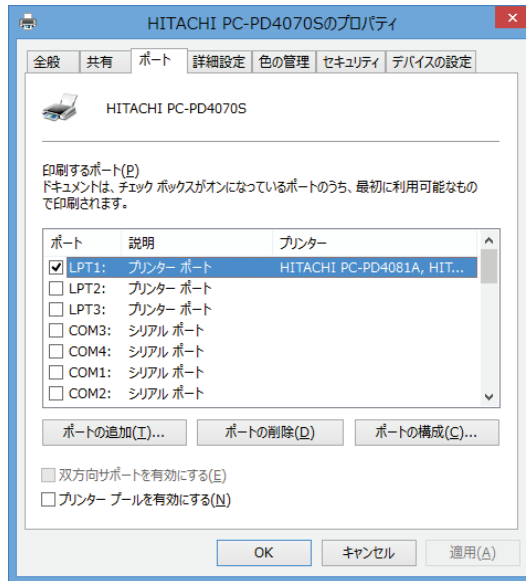 HITACHI PC-PD4070Sのプロパティ
全般 共有 ポート 詳細設定 色の管理 セキュリティ デバイスの設定
HITACHI PC-PD4070S
印刷するポート(P)
ドキュメントは、チェック ボックスがオンになっているポートのうち、最初に利用可能なもの
で印刷されます。
ポート 説明 プリンター
LPT1: プリンター ポート HITACHI PC-PD4081A, HIT...
LPT2: プリンター ポート
LPT3: プリンター ポート
COM3: シリアル ポート
COM4: シリアル ポート
COM1: シリアル ポート
COM2: シリアル ポート
ポートの追加(T)... ポートの削除(D) ポートの構成(C)...
双方向サポートを有効にする(E)
プリンター プールを有効にする(N)
OK キャンセル 適用(A)